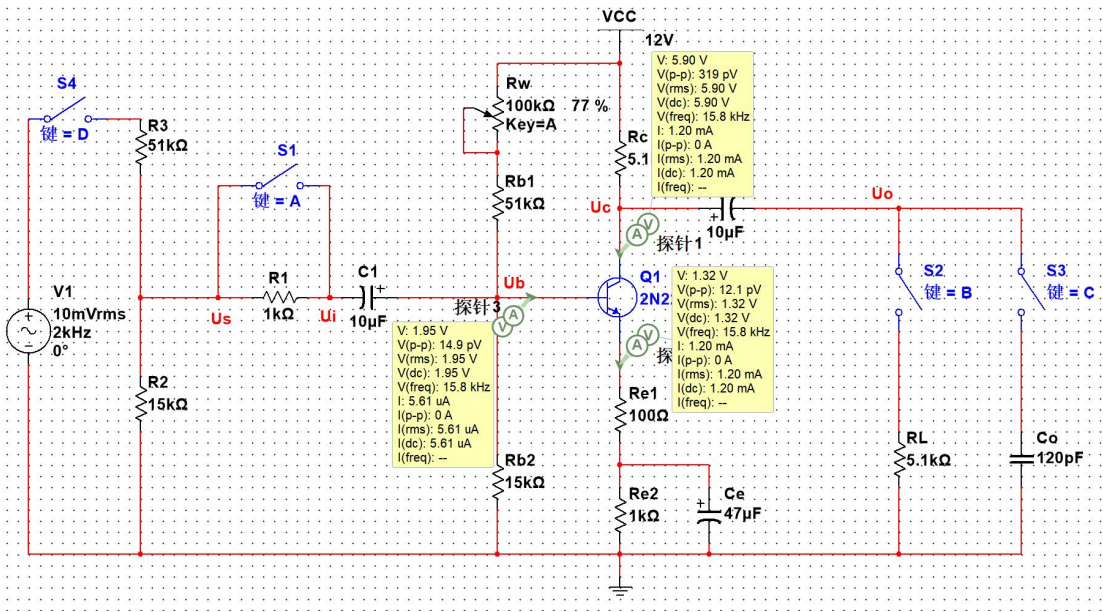 VCC
12V
S4
键 = D
R3
51kΩ
S1
键 = A
Rw
100kΩ 77 %
Key=A
Rc
5.1
V: 5.90 V
V(p-p): 319 pV
V(rms): 5.90 V
V(dc): 5.90 V
V(freq): 15.8 kHz
I: 1.20 mA
I(p-p): 0 A
I(rms): 1.20 mA
I(dc): 1.20 mA
I(freq): --
Rb1
51kΩ
Uc
10µF
Uo
A
V
探针1
V1
10mVrms
2kHz
0°
Us
R1
1kΩ
Ui
C1
10µF
Ub
探针3
V
A
Q1
2N2
S2
键 = B
S3
键 = C
V: 1.95 V
V(p-p): 14.9 pV
V(rms): 1.95 V
V(dc): 1.95 V
V(freq): 15.8 kHz
I: 5.61 uA
I(p-p): 0 A
I(rms): 5.61 uA
I(dc): 5.61 uA
I(freq): --
V: 1.32 V
V(p-p): 12.1 pV
V(rms): 1.32 V
V(dc): 1.32 V
V(freq): 15.8 kHz
I: 1.20 mA
I(p-p): 0 A
I(rms): 1.20 mA
I(dc): 1.20 mA
I(freq): --
A
V
R2
15kΩ
Re1
100Ω
Rb2
15kΩ
Re2
1kΩ
Ce
47µF
RL
5.1kΩ
Co
120pF